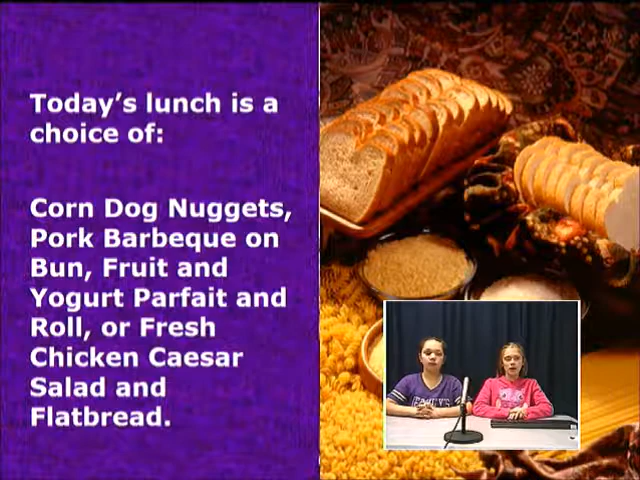 Today's lunch is a
choice of:
Corn Dog Nuggets,
Pork Barbeque on
Bun, Fruit and
Yogurt Parfait and
Roll, or Fresh
Chicken Caesar
Salad and
Flatbread.